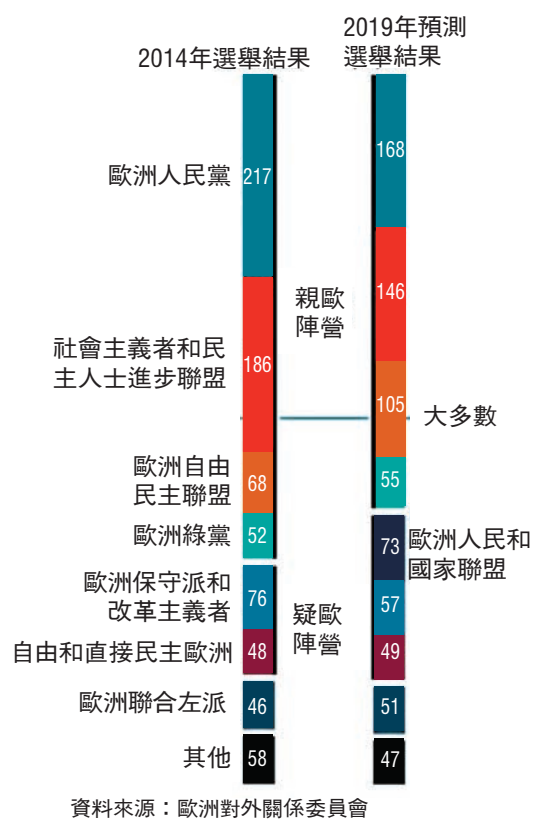 2014年選舉結果
2019年預測
選舉結果
歐洲人民黨
217
168
社會主義者和民
主人士進步聯盟
186
親歐
陣營
146
105
大多數
歐洲自由
民主聯盟
68
55
歐洲綠黨
52
73
歐洲人民和
國家聯盟
歐洲保守派和
改革主義者
76
疑歐
陣營
57
自由和直接民主歐洲
48
49
歐洲聯合左派
46
51
其他
58
47
資料來源：歐洲對外關係委員會